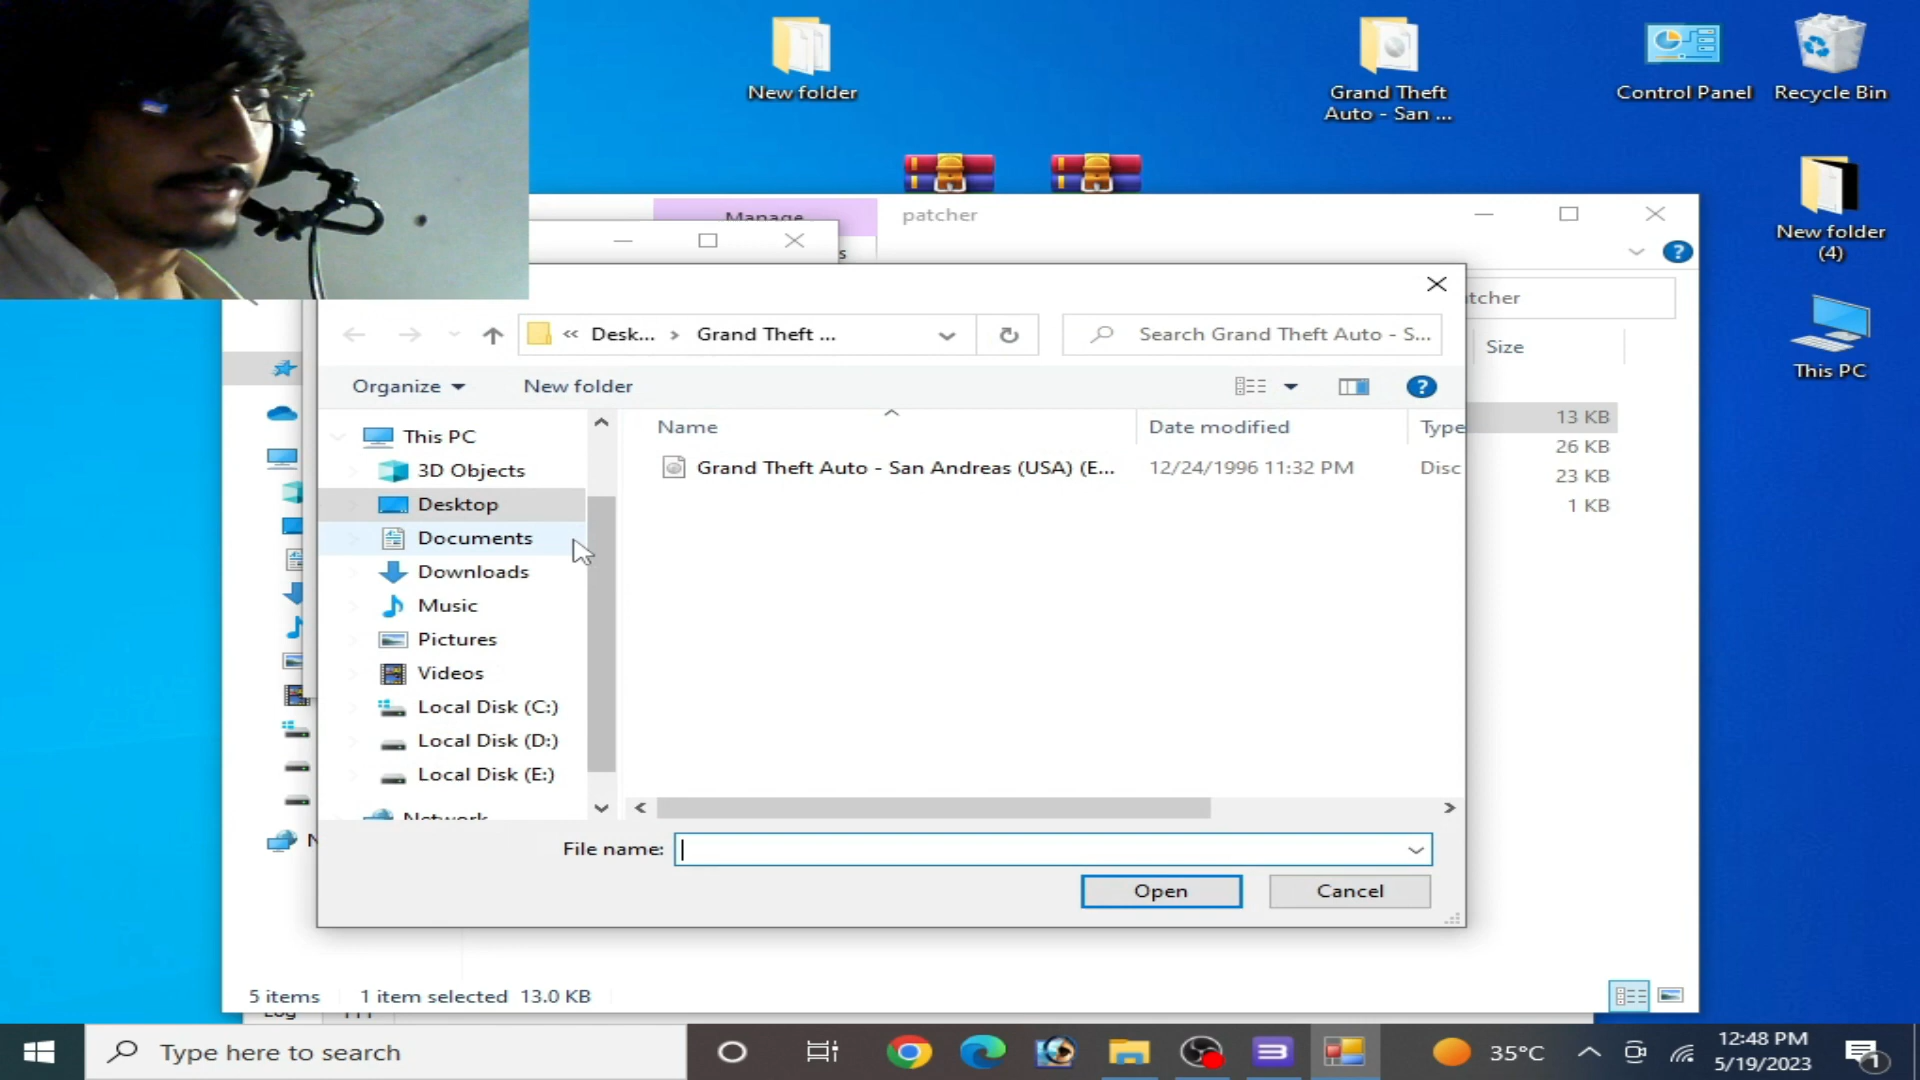 New folder
Grand Theft
Auto - San ...
Control Panel
Recycle Bin
New folder
(4)
This PC
Manage
patcher
s
tcher
Size
Desk...
Grand Theft ...
Search Grand Theft Auto - S...
Organize
New folder
This PC
3D Objects
Desktop
Documents
Downloads
Music
Pictures
Videos
Local Disk (C:)
Local Disk (D:)
Local Disk (E:)
Network
Name
Date modified
Type
Grand Theft Auto - San Andreas (USA) (E...
12/24/1996 11:32 PM
Disc
13 KB
26 KB
23 KB
1 KB
N
File name:
Open
Cancel
5 items
1 item selected 13.0 KB
Log
Type here to search
35°C
12:48 PM
5/19/2023
1